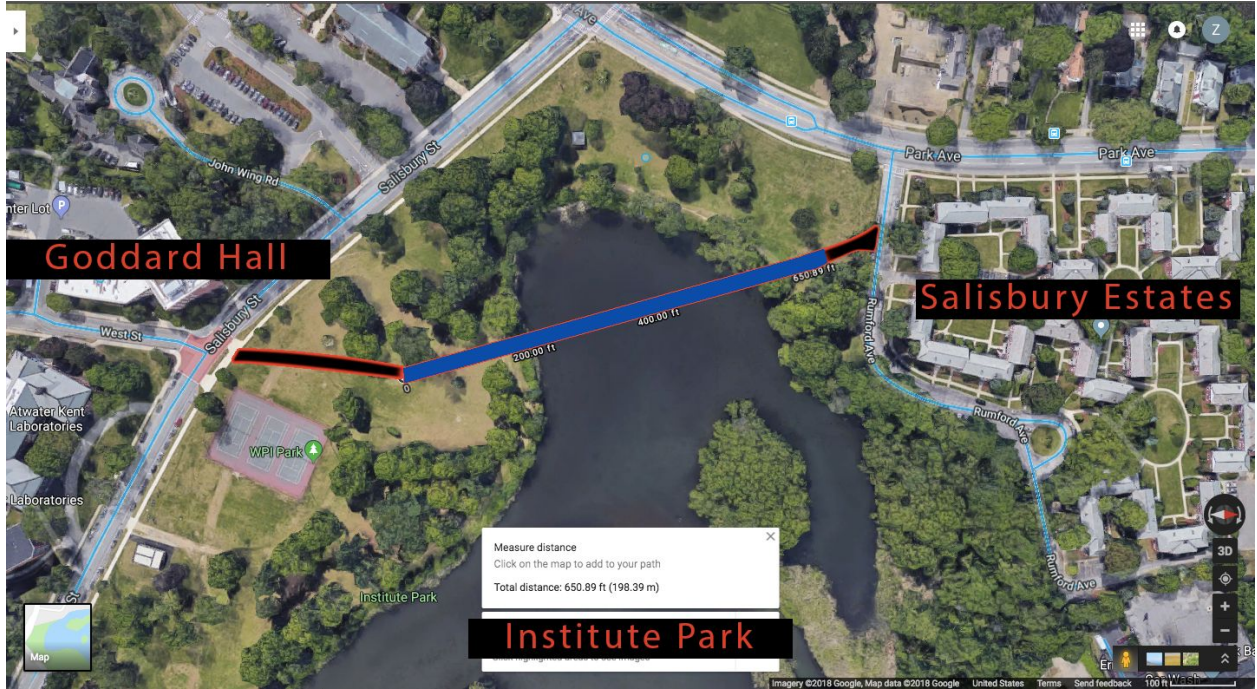 Ave
Z
John Wing Rd
Salisbury St
Park Ave
Park Ave
nter Lot
P
Goddard Hall
650.89 ft
Salisbury Estates
400.00 ft
200.00 ft
0
West St
Salisbury St
Rumford Ave
Atwater Kent
Laboratories
WPI Park
Rumford Ave
Laboratories
Measure distance
Click on the map to add to your path
Total distance: 650.89 ft (198.39 m)
3D
Rumford Ave
Institute Park
St
Institute Park
Map
Imagery ©2018 Google, Map data ©2018 Google United States Terms Send feedback 100 ft